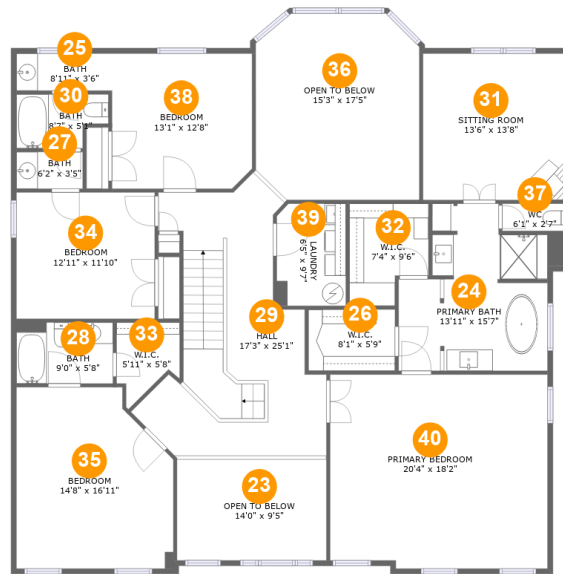 25
BATH
8'11" x 3'6"
30
BATH
8'7" x 5'1"
27
BATH
6'2" x 3'5"
38
BEDROOM
13'1" x 12'8"
36
OPEN TO BELOW
15'3" x 17'5"
31
SITTING ROOM
13'6" x 13'8"
37
WC
6'1" x 2'7"
34
BEDROOM
12'11" x 11'10"
39
LAUNDRY
6'5" x 9'7"
32
W.I.C.
7'4" x 9'6"
24
PRIMARY BATH
13'11" x 15'7"
29
HALL
17'3" x 25'1"
26
W.I.C.
8'1" x 5'9"
28
BATH
9'0" x 5'8"
33
W.I.C.
5'11" x 5'8"
35
BEDROOM
14'8" x 16'11"
23
OPEN TO BELOW
14'0" x 9'5"
40
PRIMARY BEDROOM
20'4" x 18'2"